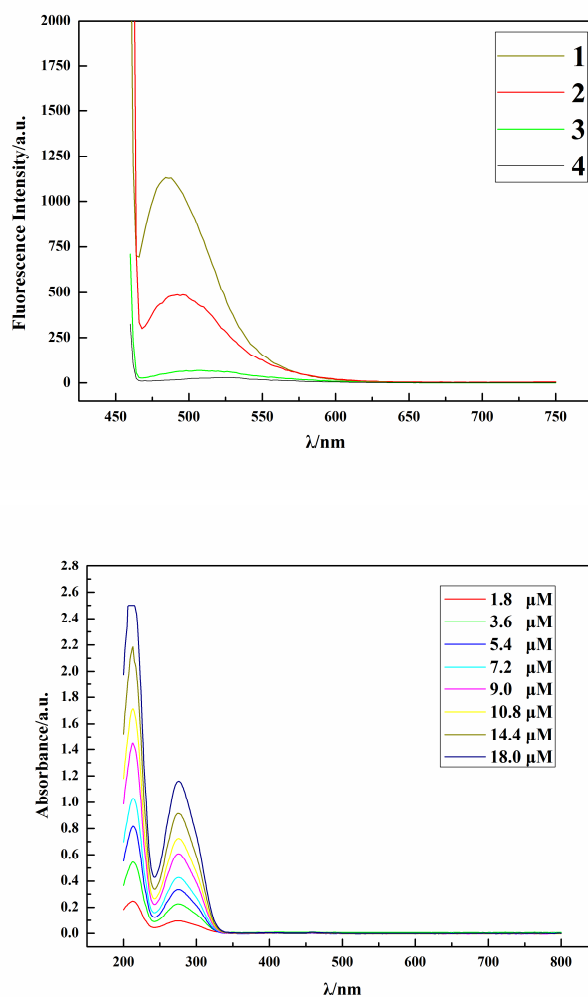 2000
1750
1500
1250
1000
750
500
250
0
Fluorescence Intensity/a.u.
1
2
3
4
450 500 550 600 650 700 750
λ/nm
2.8
2.6
2.4
2.2
2.0
1.8
1.6
1.4
1.2
1.0
0.8
0.6
0.4
0.2
0.0
Absorbance/a.u.
1.8 µM
3.6 µM
5.4 µM
7.2 µM
9.0 µM
10.8 µM
14.4 µM
18.0 µM
200 300 400 500 600 700 800
λ/nm